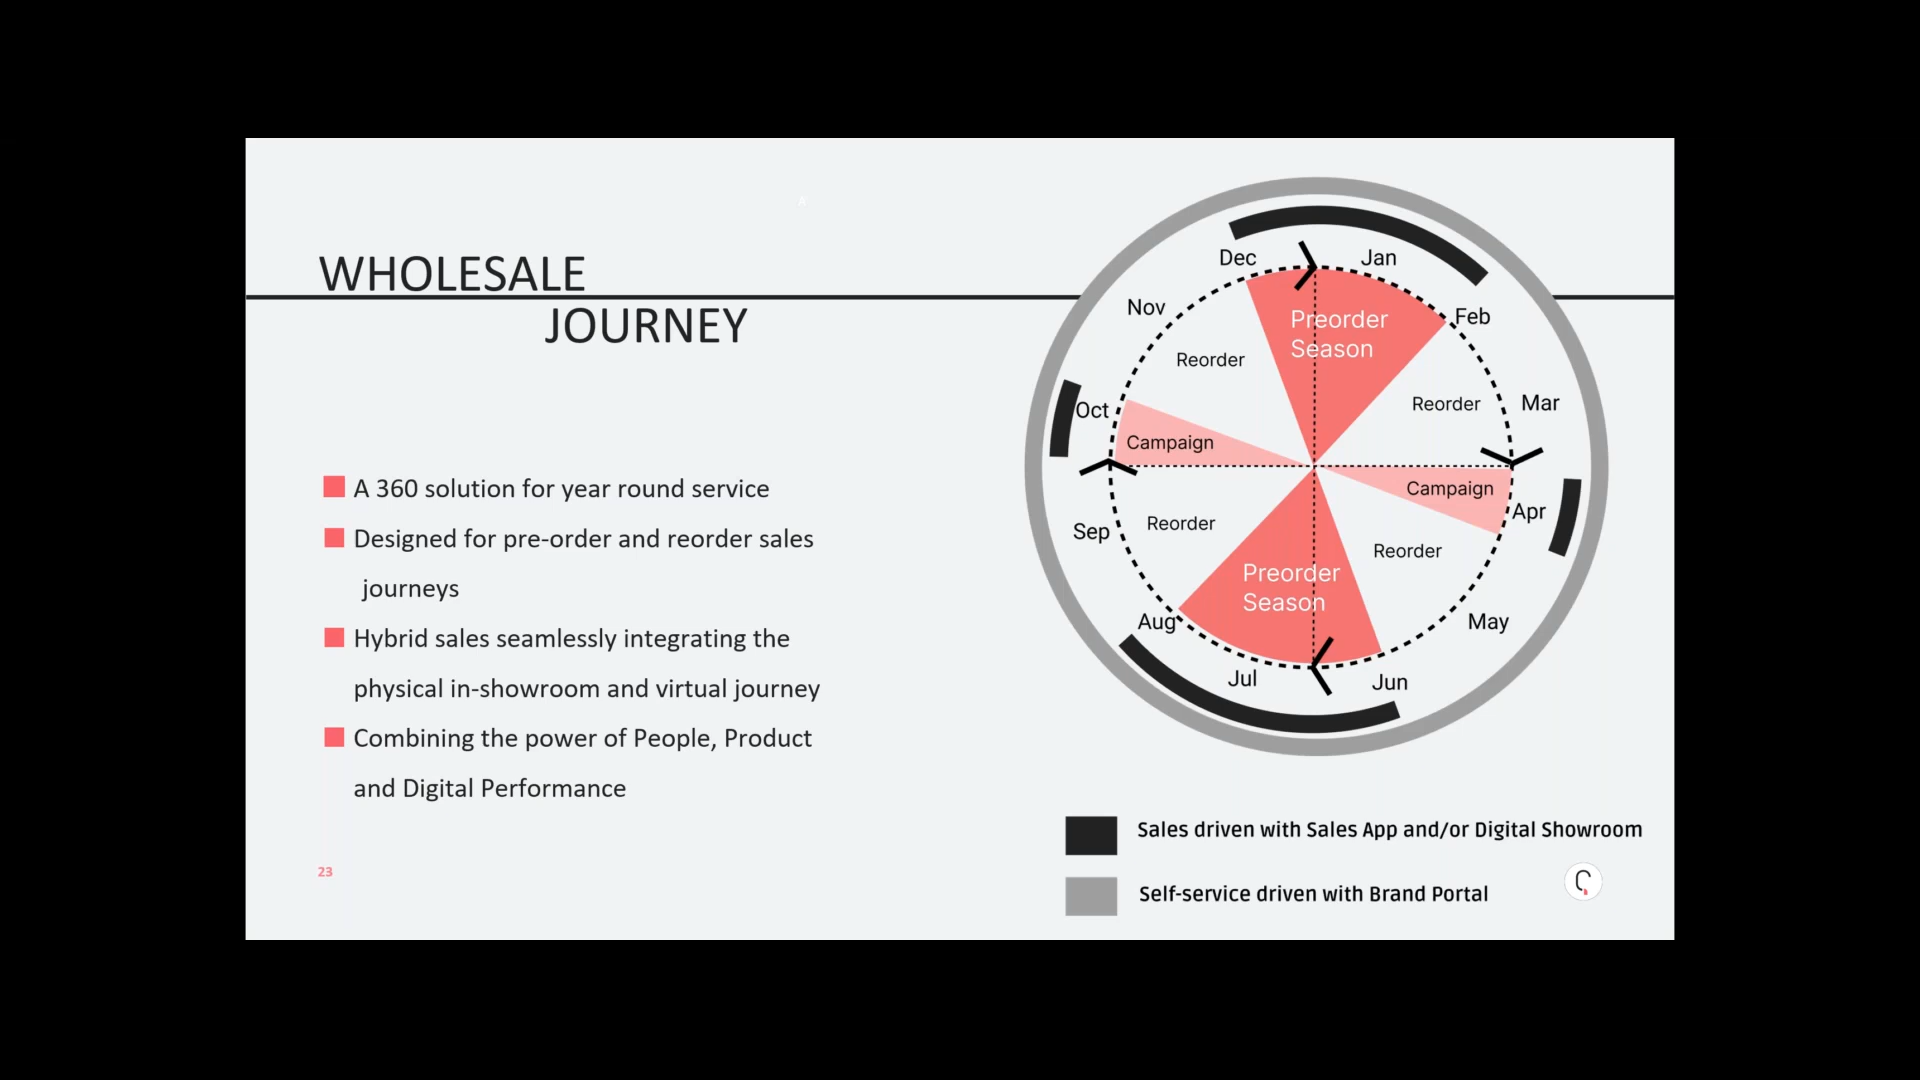 WHOLESALE
JOURNEY
A 360 solution for year round service
Designed for pre-order and reorder sales
journeys
Hybrid sales seamlessly integrating the
physical in-showroom and virtual journey
Combining the power of People, Product
and Digital Performance
23
Dec
Jan
Nov
Feb
Preorder
Season
Reorder
Oct
Reorder
Mar
Campaign
Campaign
Apr
Sep
Reorder
Reorder
Preorder
Season
Aug
May
Jul
Jun
Sales driven with Sales App and/or Digital Showroom
Self-service driven with Brand Portal